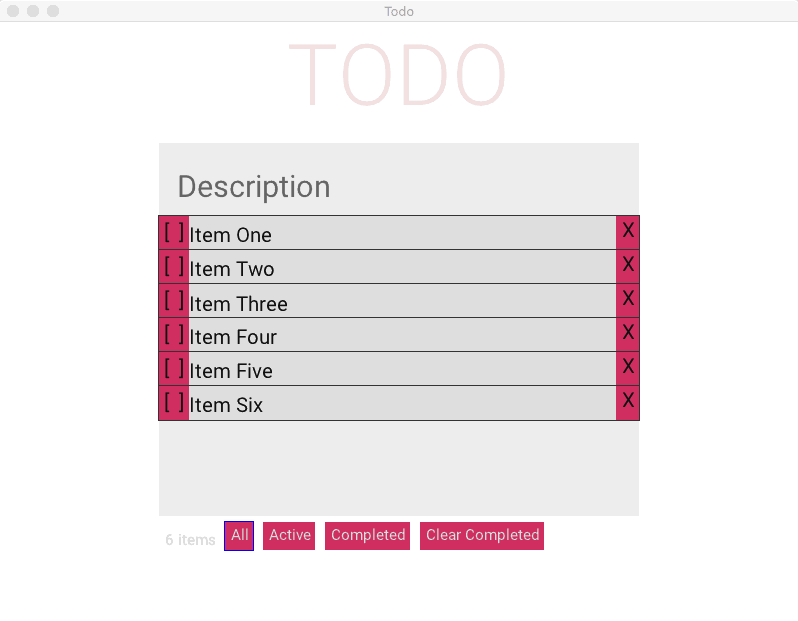 Todo
TODO
Description
[ ] Item One X
[ ] Item Two X
[ ] Item Three X
[ ] Item Four X
[ ] Item Five X
[ ] Item Six X
6 items All Active Completed Clear Completed